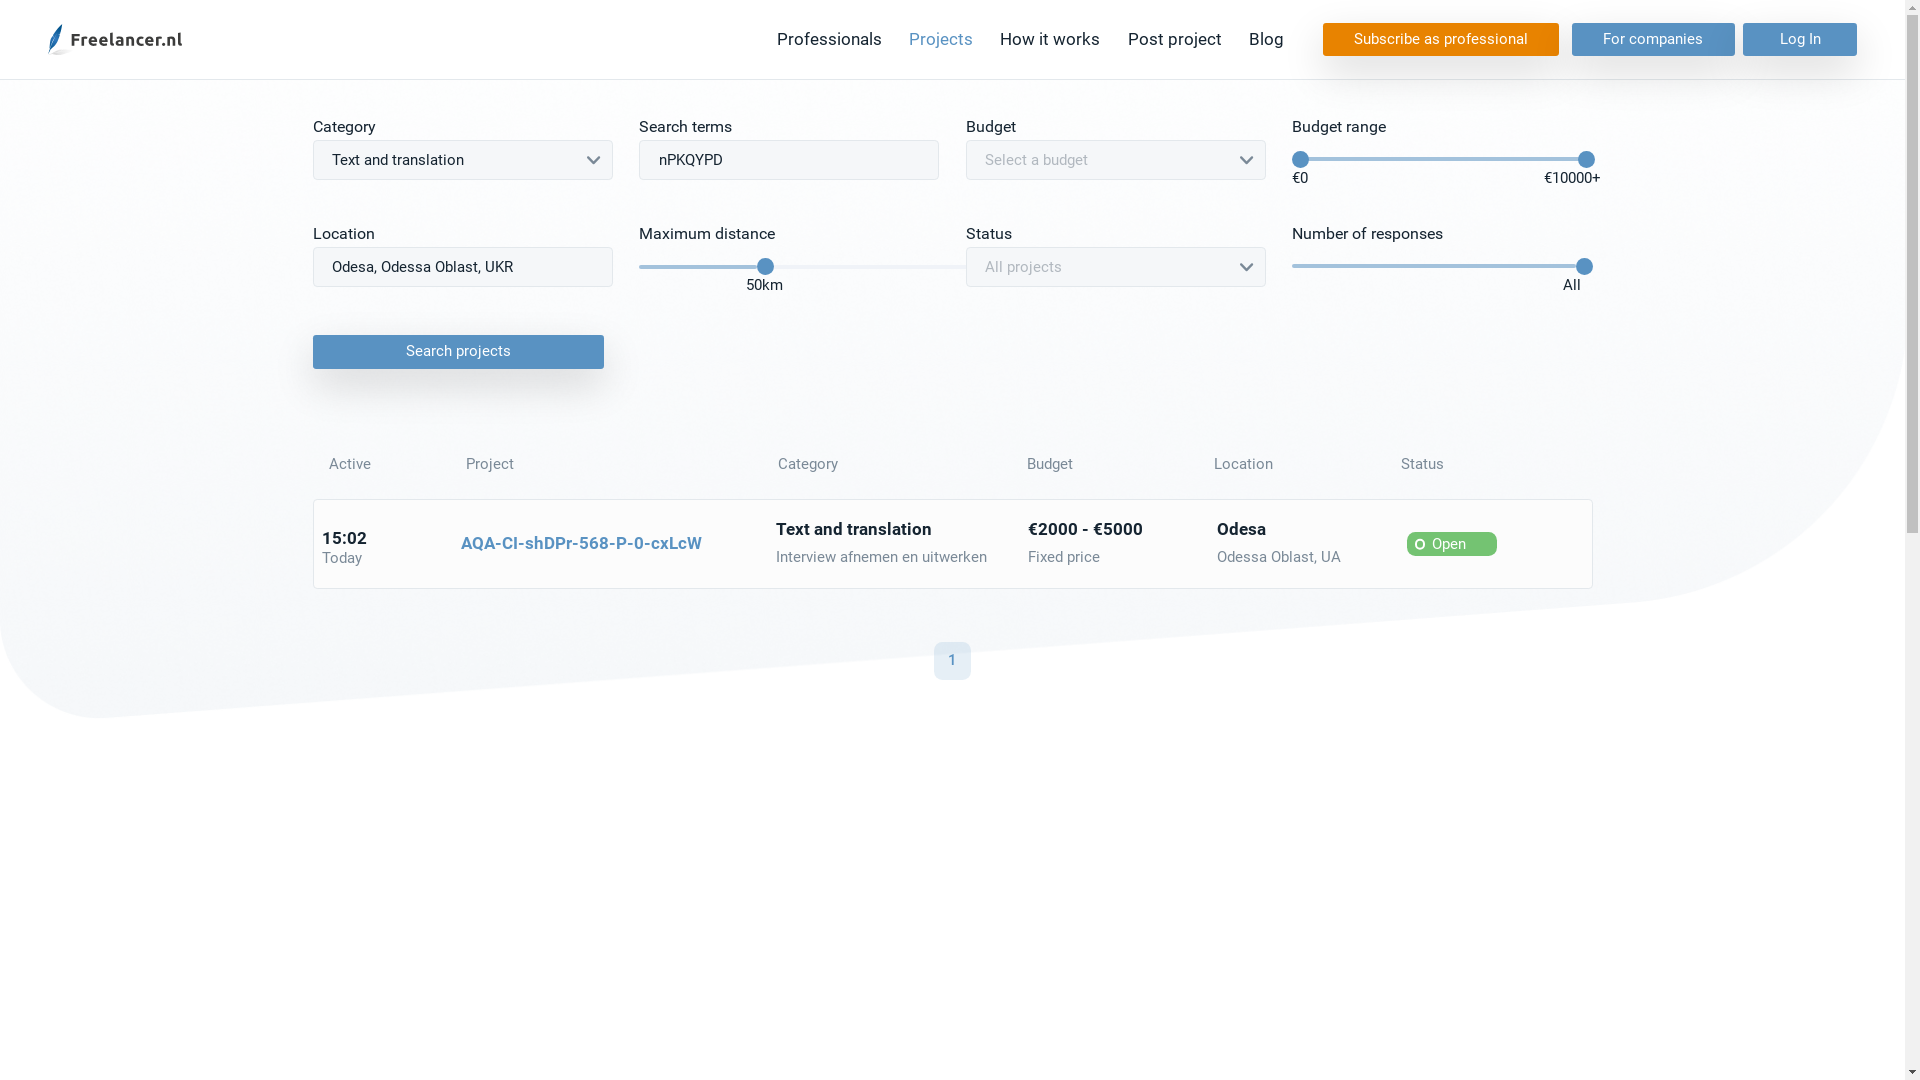 Freelancer.nl Professionals Projects How it works Post project Blog Subscribe as professional For companies Log In
Category Search terms Budget Budget range
Text and translation nPKQYPD Select a budget
€0 €10000+
Location Maximum distance Status Number of responses
Odesa, Odessa Oblast, UKR All projects
50km All
Search projects
Active Project Category Budget Location Status
15:02 AQA-CI-shDPr-568-P-0-cxLcW Text and translation €2000 - €5000 Odesa Open
Today Interview afnemen en uitwerken Fixed price Odessa Oblast, UA
1